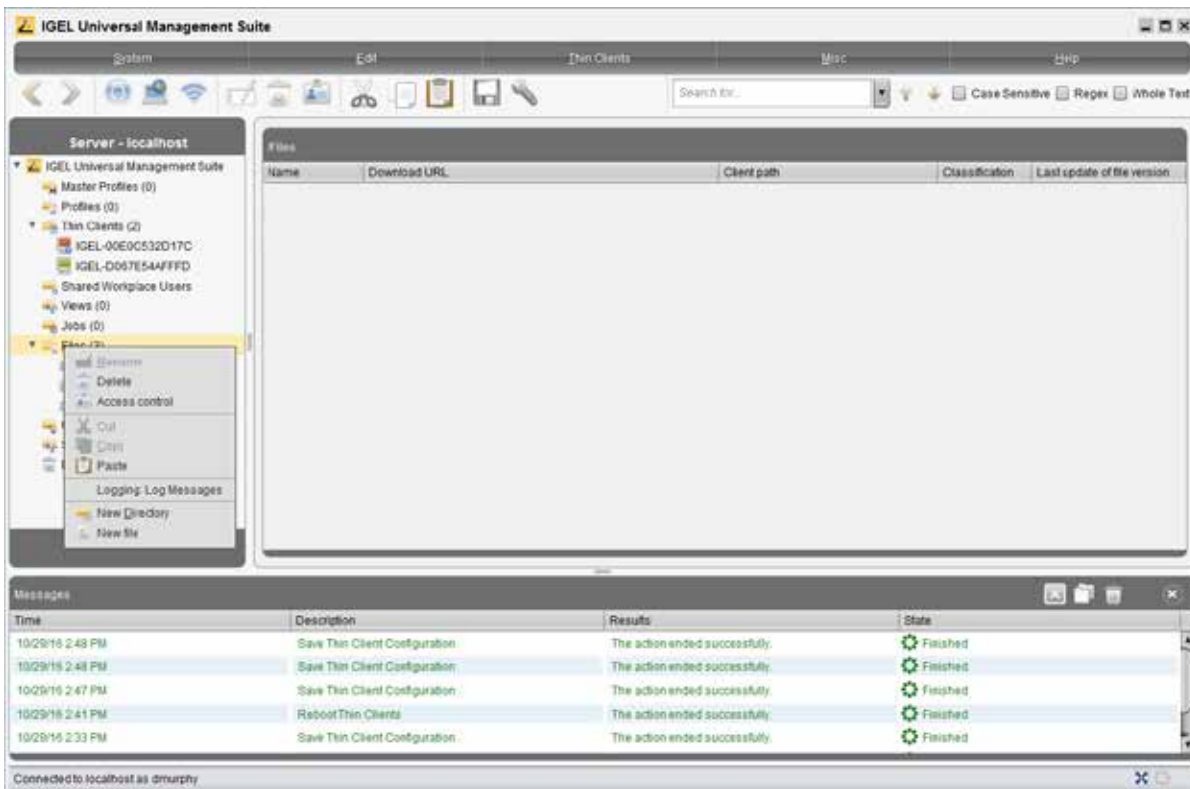 IGEL Universal Management Suite
System Edit Thin Clients Misc Help
Search for... Case Sensitive Regex Whole Text
Server - localhost
IGEL Universal Management Suite
Master Profiles (0)
Profiles (0)
Thin Clients (2)
IGEL-00E0C532D17C
IGEL-D067E54AFFFD
Shared Workplace Users
Views (0)
Jobs (0)
Rename
Delete
Access control
Cut
Copy
Paste
Logging: Log Messages
New Directory
New file
Files
Name Download URL Client path Classification Last update of file version
Messages
Time Description Results State
10/29/16 2:48 PM Save Thin Client Configuration The action ended successfully. Finished
10/29/16 2:48 PM Save Thin Client Configuration The action ended successfully. Finished
10/29/16 2:47 PM Save Thin Client Configuration The action ended successfully. Finished
10/29/16 2:41 PM Reboot Thin Clients The action ended successfully. Finished
10/29/16 2:33 PM Save Thin Client Configuration The action ended successfully. Finished
Connected to localhost as dmurphy